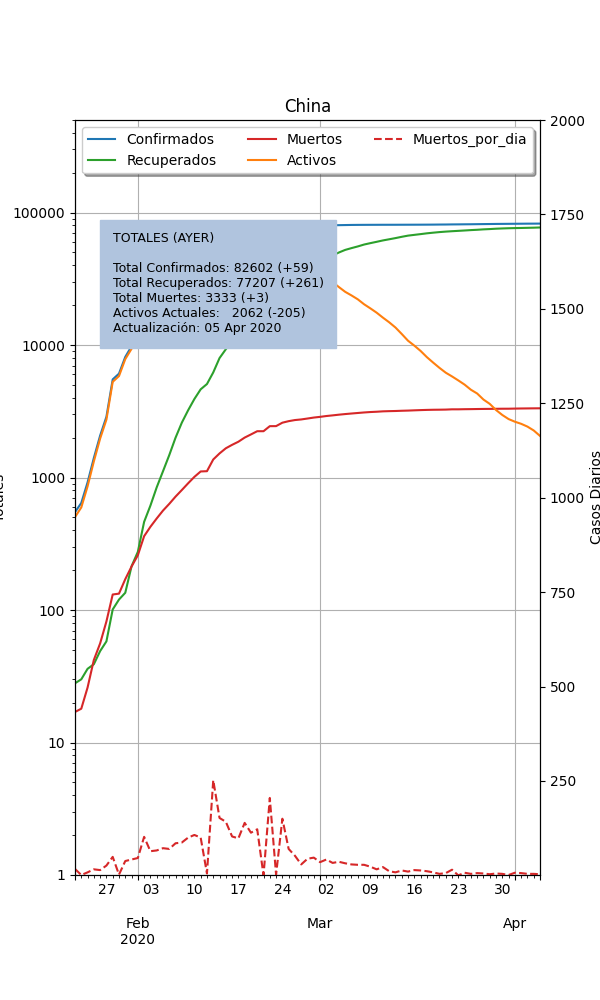 China
Confirmados
Recuperados
Muertos
Activos
Muertos_por_dia
TOTALES (AYER)
Total Confirmados: 82602 (+59)
Total Recuperados: 77207 (+261)
Total Muertes: 3333 (+3)
Activos Actuales: 2062 (-205)
Actualización: 05 Apr 2020
100000
10000
1000
100
10
1
2000
1750
1500
1250
1000
750
500
250
Casos Diarios
27
03
10
17
24
02
09
16
23
30
Feb
2020
Mar
Apr